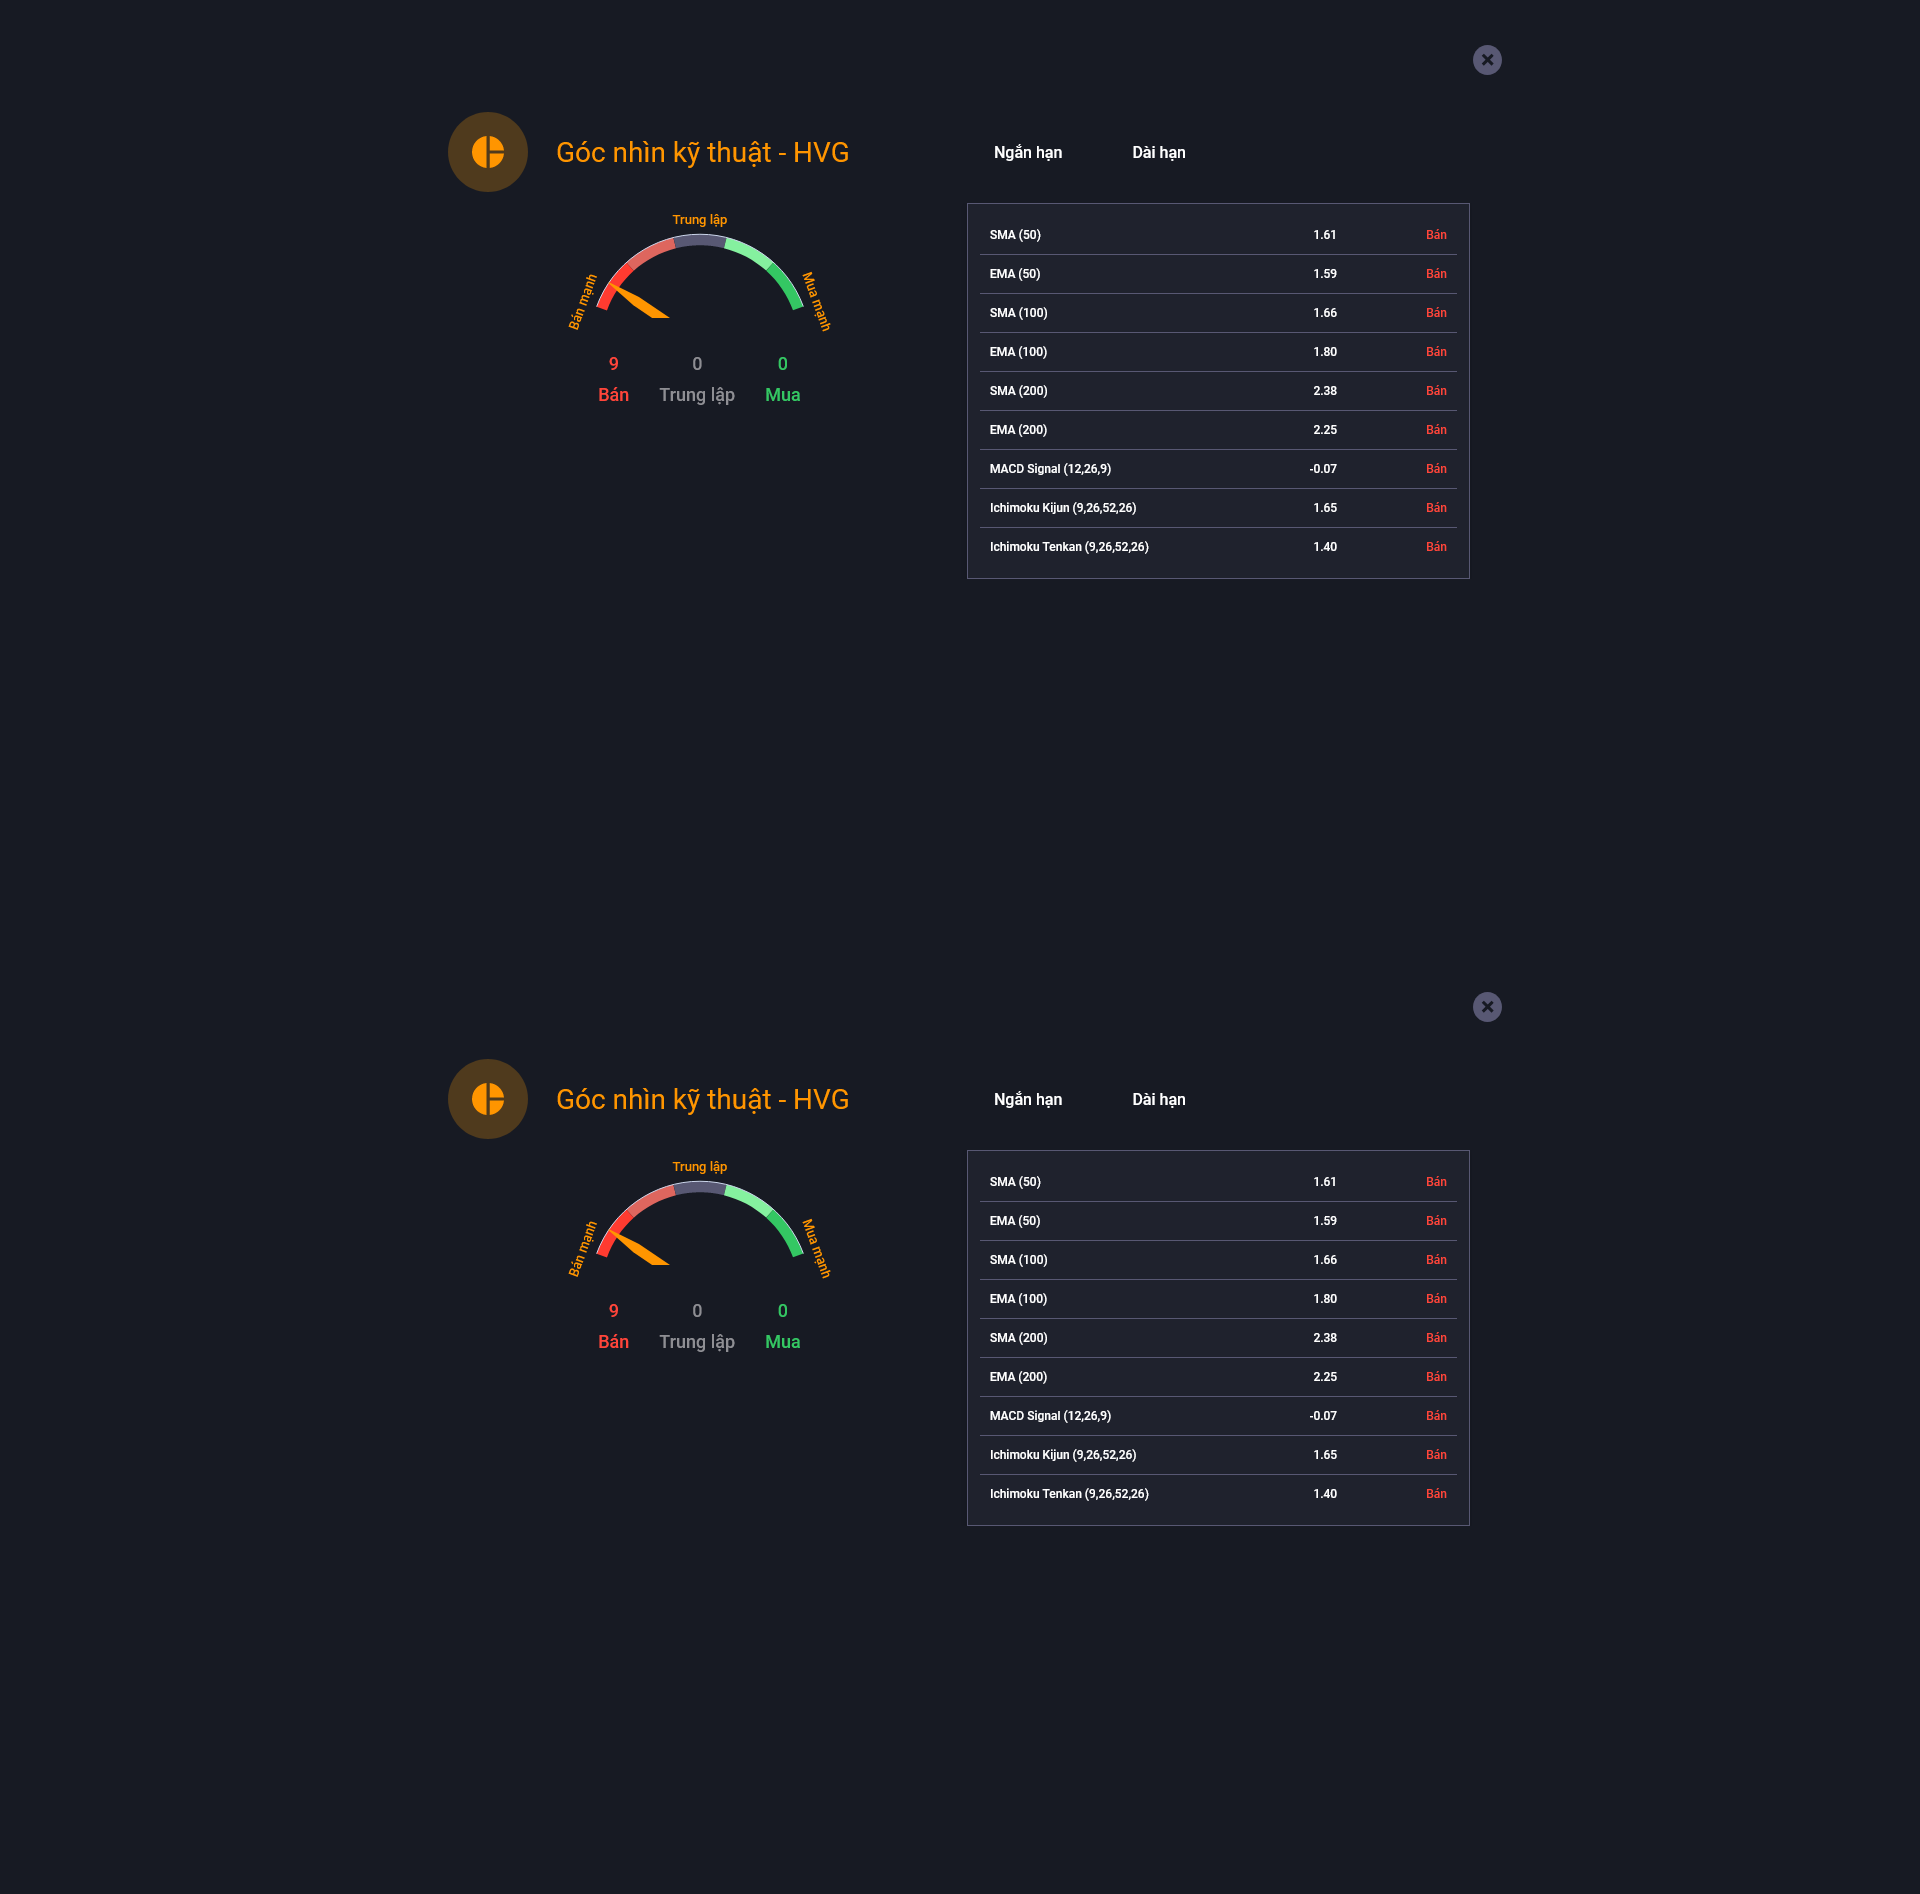 Góc nhìn kỹ thuật - HVG
Ngắn hạn
Dài hạn
Trung lập
Bán mạnh
Mua mạnh
9 0 0
Bán Trung lập Mua
SMA (50) 1.61 Bán
EMA (50) 1.59 Bán
SMA (100) 1.66 Bán
EMA (100) 1.80 Bán
SMA (200) 2.38 Bán
EMA (200) 2.25 Bán
MACD Signal (12,26,9) -0.07 Bán
Ichimoku Kijun (9,26,52,26) 1.65 Bán
Ichimoku Tenkan (9,26,52,26) 1.40 Bán
Góc nhìn kỹ thuật - HVG
Ngắn hạn
Dài hạn
Trung lập
Bán mạnh
Mua mạnh
9 0 0
Bán Trung lập Mua
SMA (50) 1.61 Bán
EMA (50) 1.59 Bán
SMA (100) 1.66 Bán
EMA (100) 1.80 Bán
SMA (200) 2.38 Bán
EMA (200) 2.25 Bán
MACD Signal (12,26,9) -0.07 Bán
Ichimoku Kijun (9,26,52,26) 1.65 Bán
Ichimoku Tenkan (9,26,52,26) 1.40 Bán